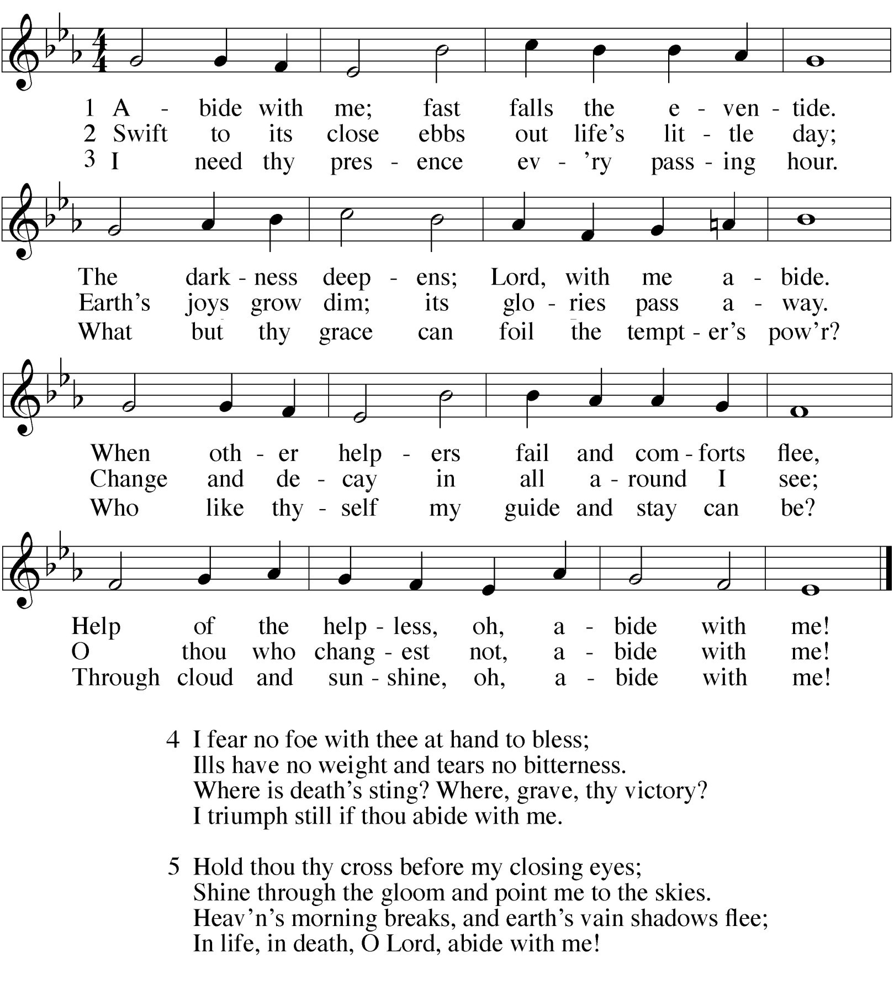 4
4
1 A - bide with me; fast falls the e - ven - tide.
2 Swift to its close ebbs out life's lit - tle day;
3 I need thy pres - ence ev - 'ry pass - ing hour.
The dark - ness deep - ens; Lord, with me a - bide.
Earth's joys grow dim; its glo - ries pass a - way.
What but thy grace can foil the tempt - er's pow'r?
When oth - er help - ers fail and com - forts flee,
Change and de - cay in all a - round I see;
Who like thy - self my guide and stay can be?
Help of the help - less, oh, a - bide with me!
O thou who chang - est not, a - bide with me!
Through cloud and sun - shine, oh, a - bide with me!
4 I fear no foe with thee at hand to bless;
Ills have no weight and tears no bitterness.
Where is death's sting? Where, grave, thy victory?
I triumph still if thou abide with me.
5 Hold thou thy cross before my closing eyes;
Shine through the gloom and point me to the skies.
Heav'n's morning breaks, and earth's vain shadows flee;
In life, in death, O Lord, abide with me!